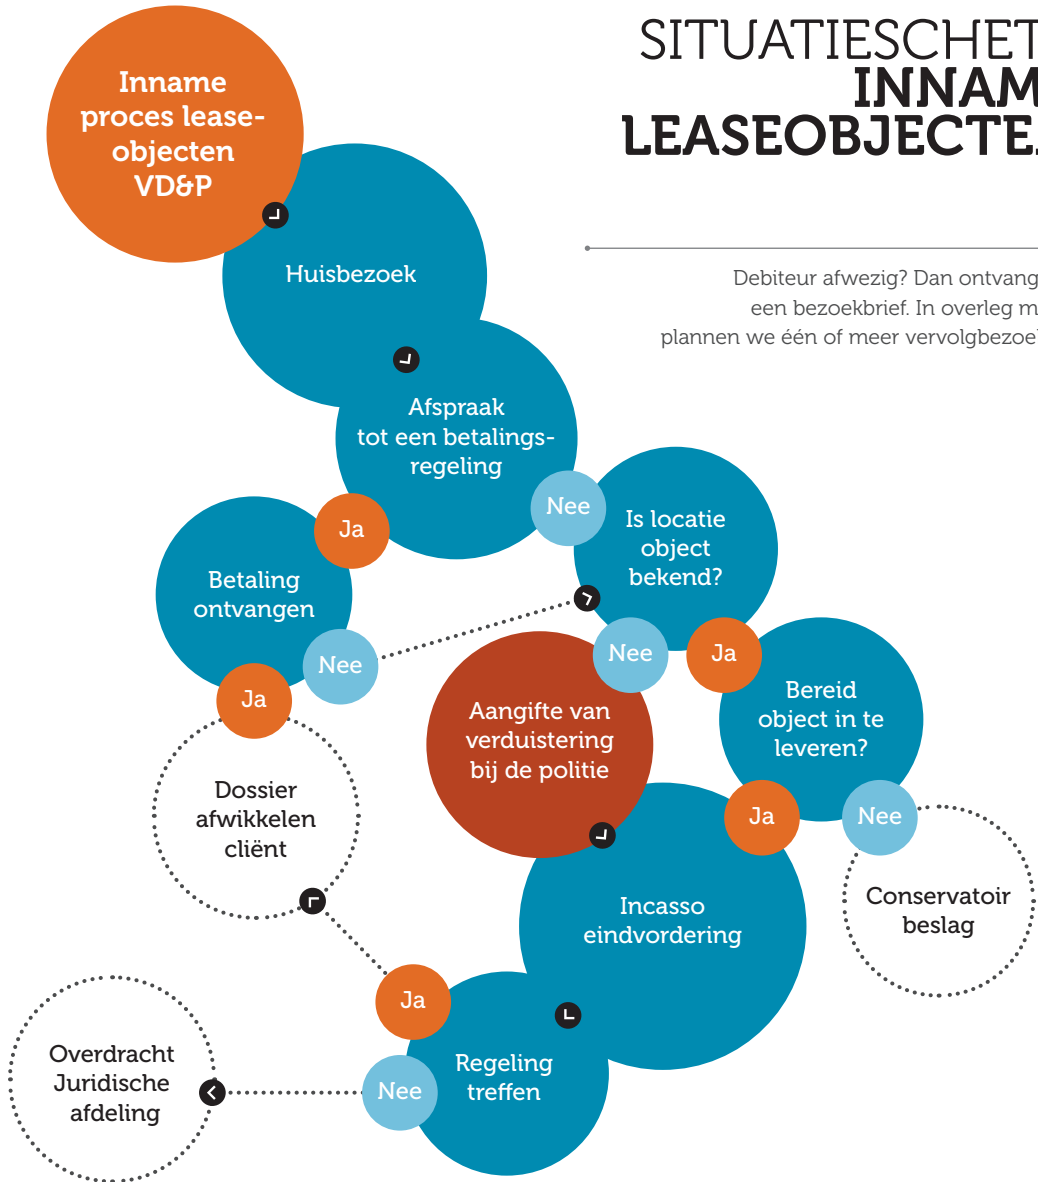 SITUATIESCHET
INNAM
LEASEOBJECTE
Debiteur afwezig? Dan ontvang
een bezoekbrief. In overleg m
plannen we één of meer vervolgbezoe
Inname
proces lease-
objecten
VD&P
Huisbezoek
Afspraak
tot een betalings-
regeling
Ja
Nee
Betaling
ontvangen
Nee
Ja
Is locatie
object
bekend?
Nee
Ja
Aangifte van
verduistering
bij de politie
Bereid
object in te
leveren?
Ja
Nee
Dossier
afwikkelen
cliënt
Conservatoir
beslag
Incasso
eindvordering
Ja
Nee
Regeling
treffen
Overdracht
Juridische
afdeling